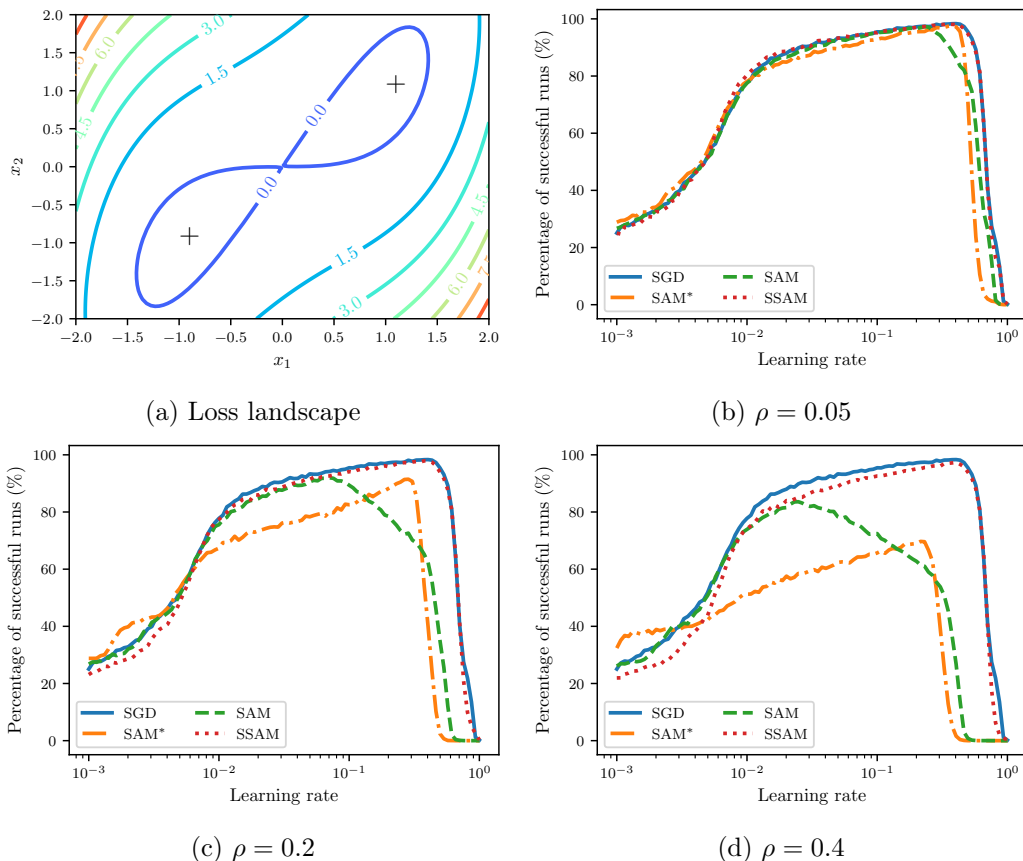 2.0
1.5
1.0
0.5
0.0
−0.5
−1.0
−1.5
−2.0
x₂
−2.0 −1.5 −1.0 −0.5 0.0 0.5 1.0 1.5 2.0
x₁
6.0
3.0
4.5
1.5
0.0
0.0
1.5
4.5
3.0
6.0
(a) Loss landscape
100
80
60
40
20
0
Percentage of successful runs (%)
SGD SAM
SAM* SSAM
10⁻³ 10⁻² 10⁻¹ 10⁰
Learning rate
(b) ρ = 0.05
100
80
60
40
20
0
Percentage of successful runs (%)
SGD SAM
SAM* SSAM
10⁻³ 10⁻² 10⁻¹ 10⁰
Learning rate
(c) ρ = 0.2
100
80
60
40
20
0
Percentage of successful runs (%)
SGD SAM
SAM* SSAM
10⁻³ 10⁻² 10⁻¹ 10⁰
Learning rate
(d) ρ = 0.4